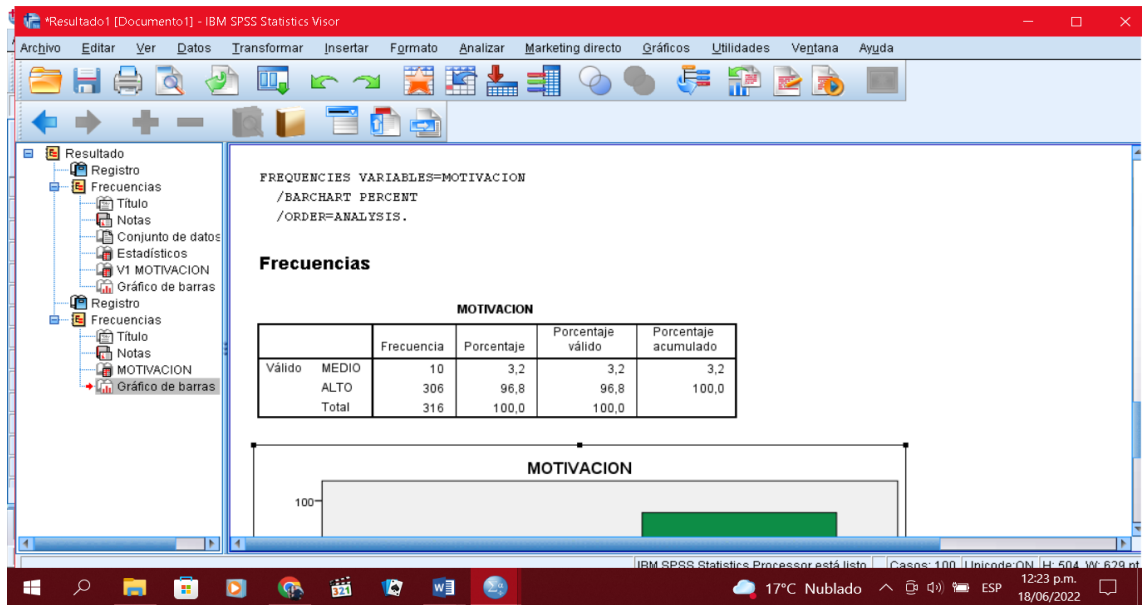 *Resultado1 [Documento1] - IBM SPSS Statistics Visor
Archivo Editar Ver Datos Transformar Insertar Formato Analizar Marketing directo Gráficos Utilidades Ventana Ayuda
Resultado
Registro
Frecuencias
Título
Notas
Conjunto de datos
Estadísticos
V1 MOTIVACION
Gráfico de barras
Registro
Frecuencias
Título
Notas
MOTIVACION
Gráfico de barras
FREQUENCIES VARIABLES=MOTIVACION
/BARCHART PERCENT
/ORDER=ANALYSIS.
Frecuencias
MOTIVACION
Frecuencia Porcentaje Porcentaje válido Porcentaje acumulado
Válido MEDIO 10 3,2 3,2 3,2
ALTO 306 96,8 96,8 100,0
Total 316 100,0 100,0
MOTIVACION
100
IBM SPSS Statistics Processor está listo Casos: 100 Unicode:ON H: 504, W: 629 pt
321
17°C Nublado ESP 12:23 p.m.
18/06/2022